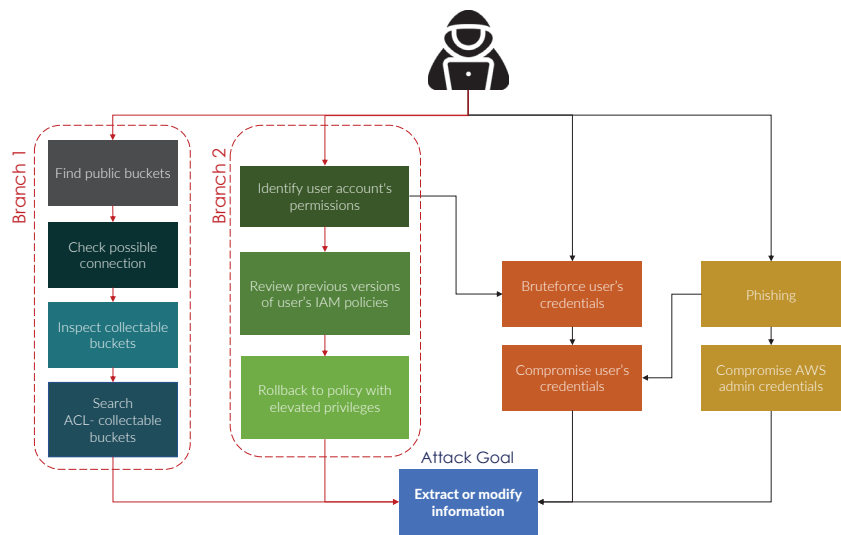 Branch 1
Find public buckets
Check possible
connection
Inspect collectable
buckets
Search
ACL- collectable
buckets
Branch 2
Identify user account's
permissions
Review previous versions
of user's IAM policies
Rollback to policy with
elevated privileges
Bruteforce user's
credentials
Compromise user's
credentials
Phishing
Compromise AWS
admin credentials
Attack Goal
Extract or modify
information